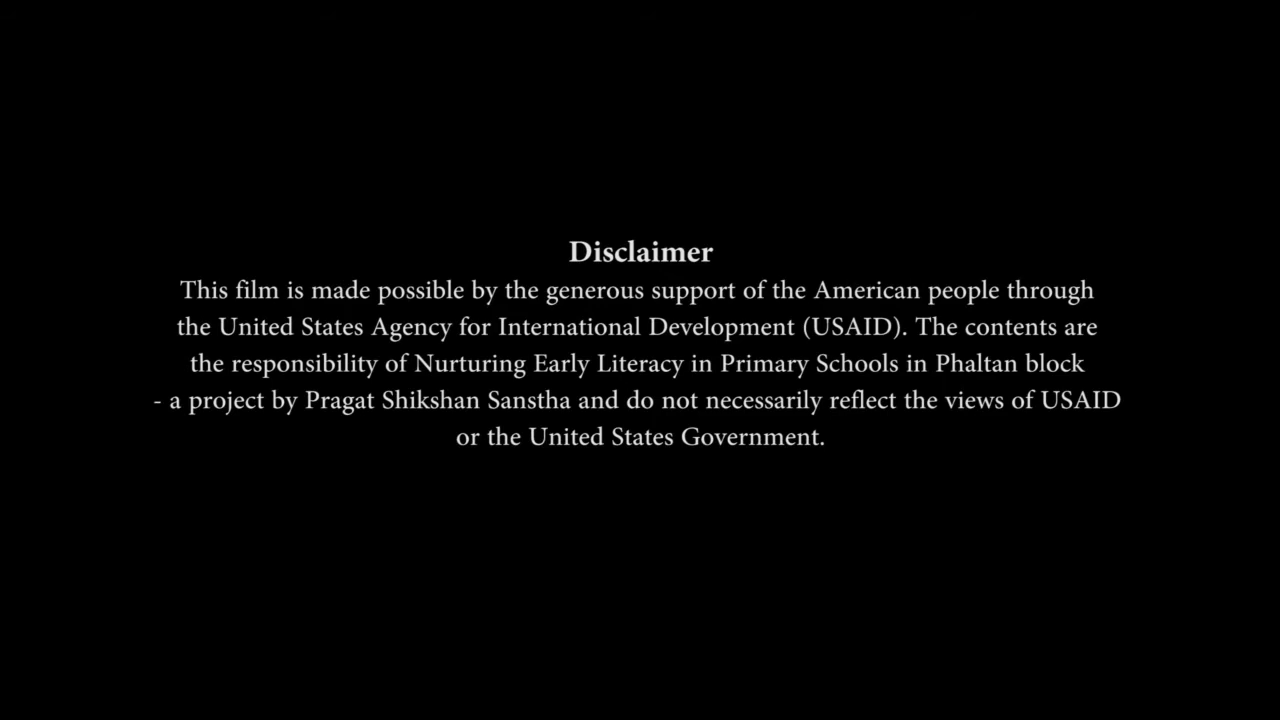 Disclaimer
This film is made possible by the generous support of the American people through
the United States Agency for International Development (USAID). The contents are
the responsibility of Nurturing Early Literacy in Primary Schools in Phaltan block
- a project by Pragat Shikshan Sanstha and do not necessarily reflect the views of USAID
or the United States Government.